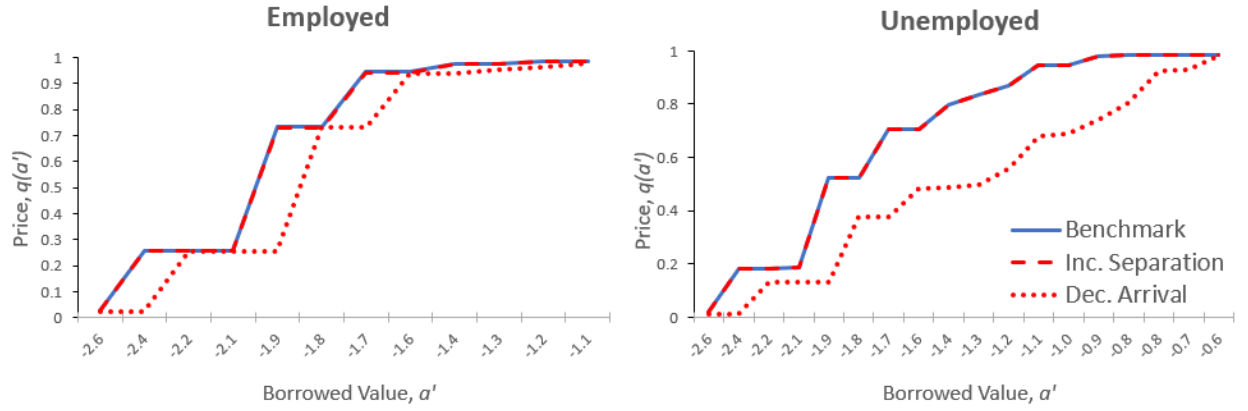 Employed
1
0.9
0.8
0.7
0.6
0.5
0.4
0.3
0.2
0.1
0
Price, q(a')
-2.6 -2.4 -2.2 -2.1 -1.9 -1.8 -1.7 -1.6 -1.4 -1.3 -1.2 -1.1
Borrowed Value, a'
Unemployed
1
0.8
0.6
0.4
0.2
0
Price, q(a')
Benchmark
Inc. Separation
Dec. Arrival
-2.6 -2.4 -2.2 -2.1 -1.9 -1.8 -1.7 -1.6 -1.4 -1.3 -1.2 -1.1 -1.0 -0.9 -0.8 -0.8 -0.7 -0.6
Borrowed Value, a'